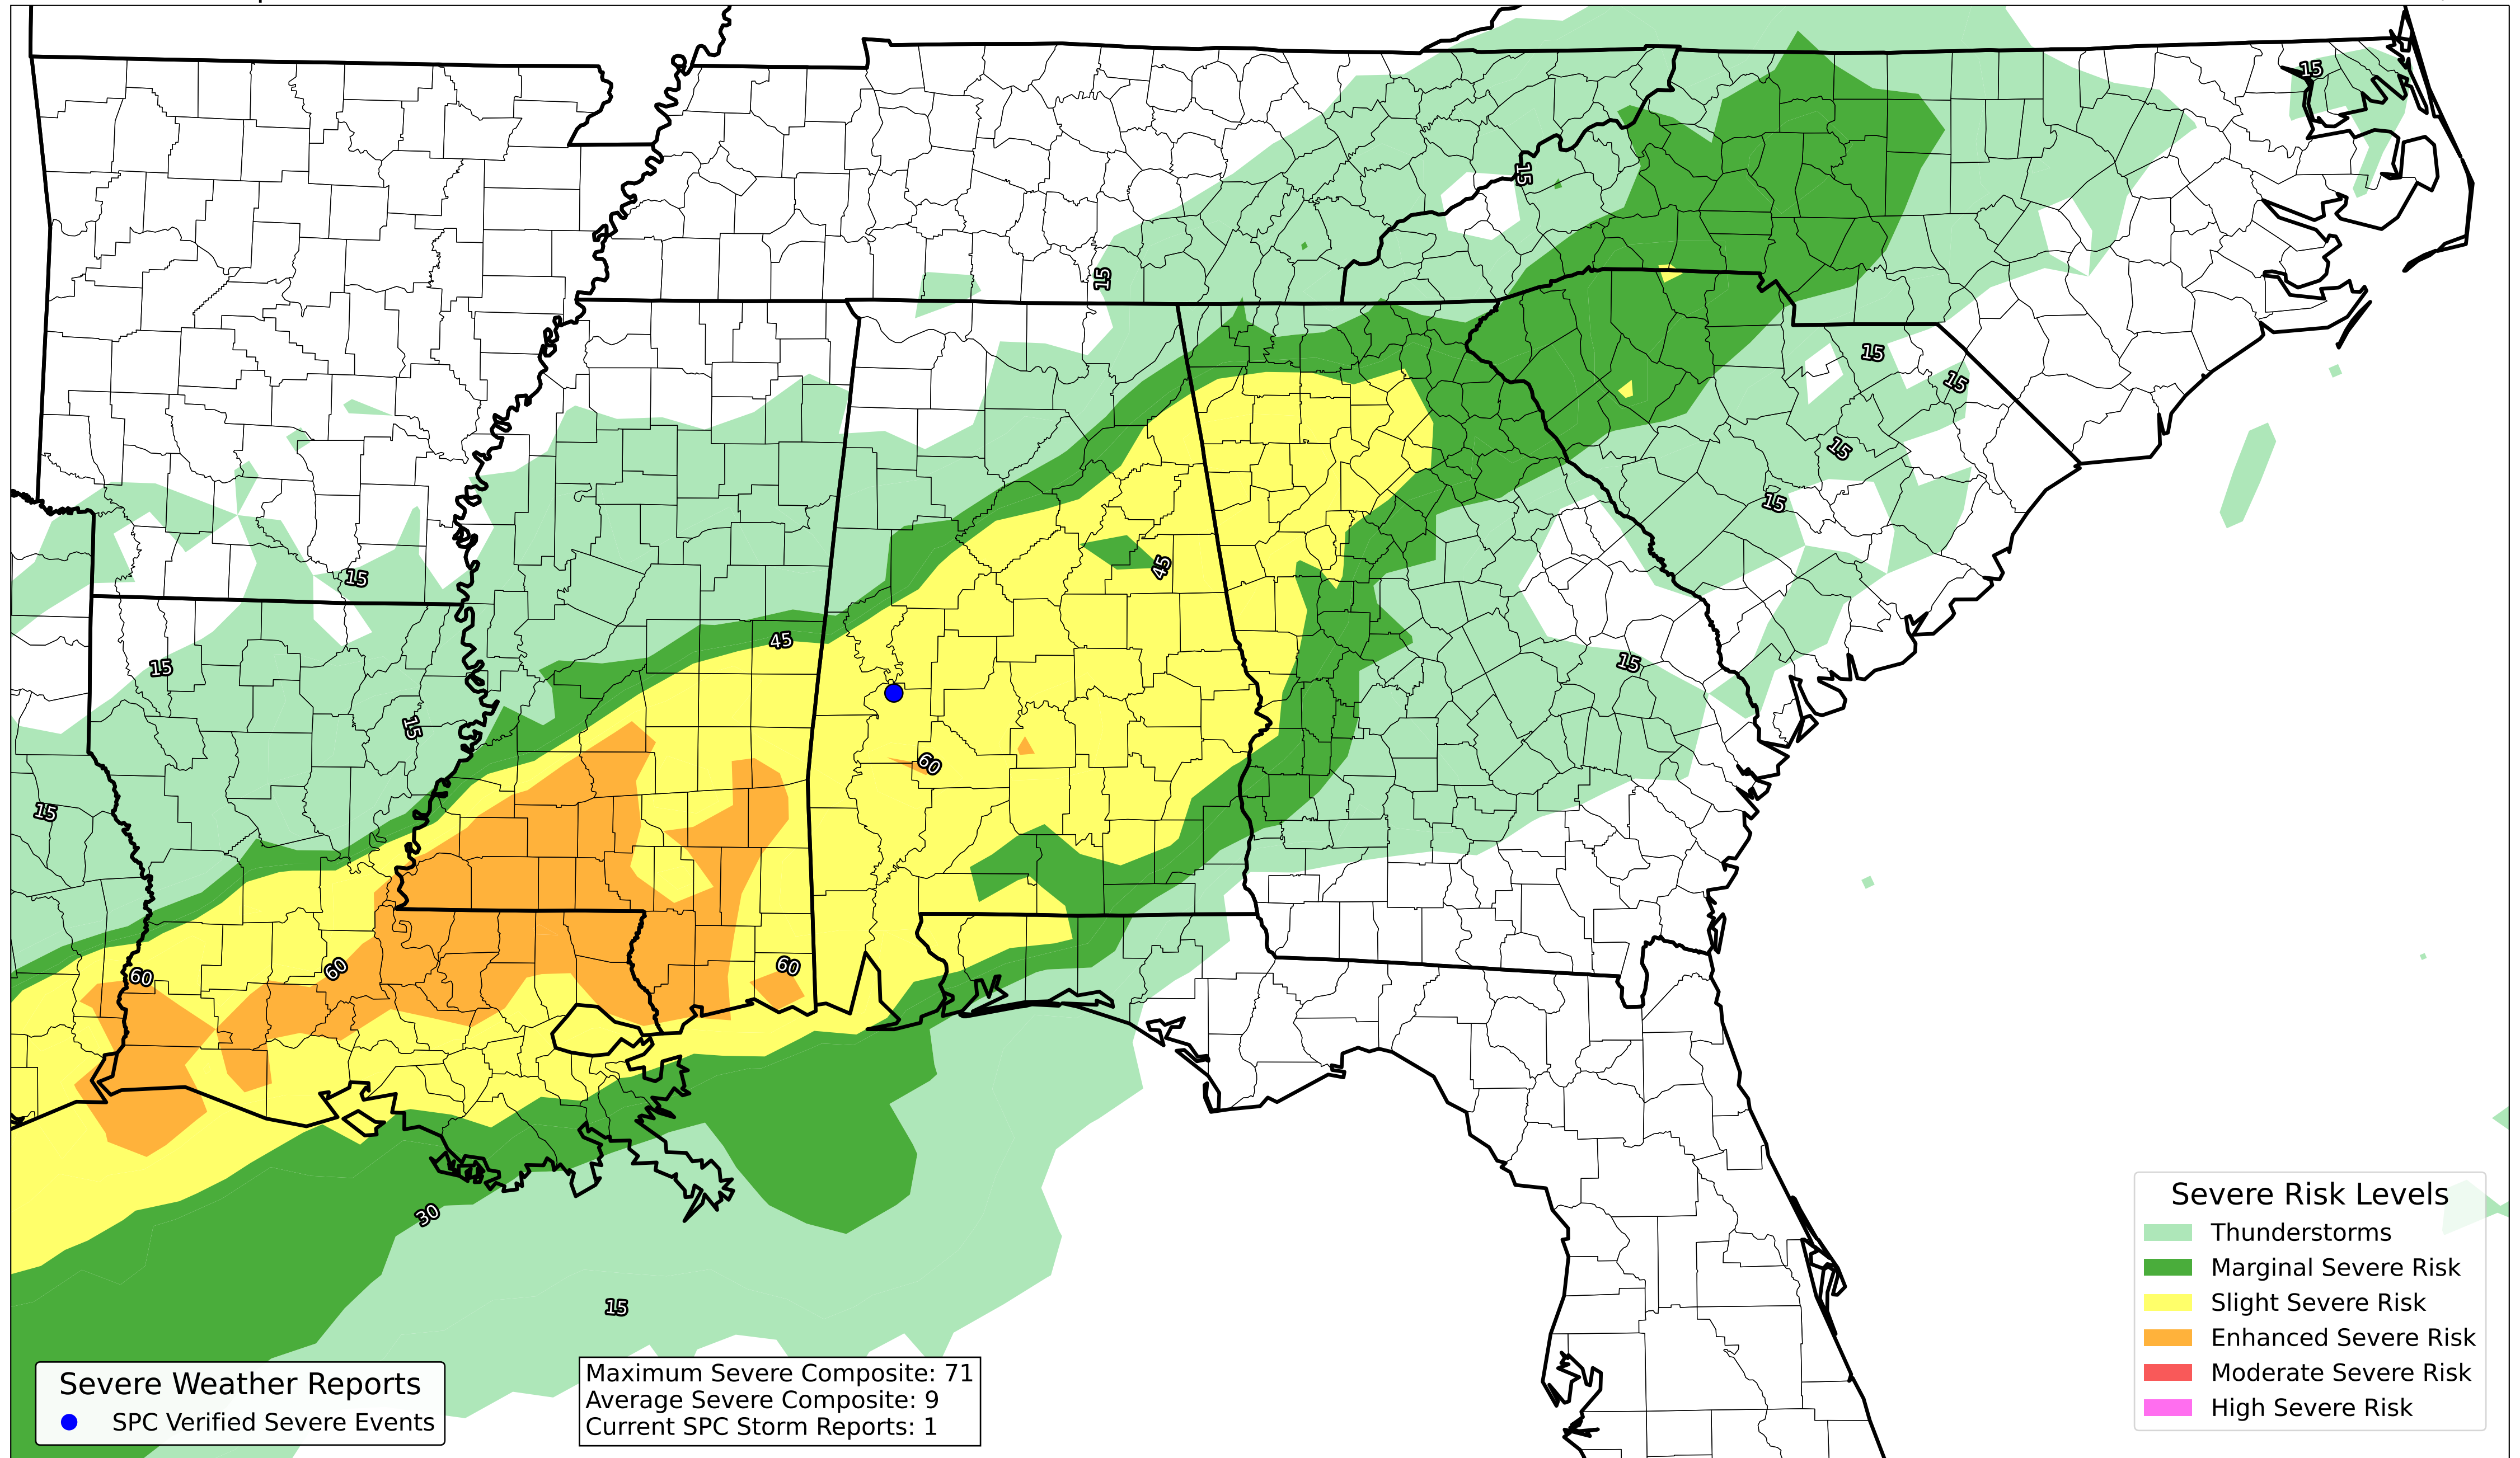 15
15
15
15
15
45
15
15
45
15
15
15
15
60
15
60
60
60
30
15
Severe Risk Levels
Thunderstorms
Marginal Severe Risk
Slight Severe Risk
Enhanced Severe Risk
Moderate Severe Risk
High Severe Risk
Severe Weather Reports
SPC Verified Severe Events
Maximum Severe Composite: 71
Average Severe Composite: 9
Current SPC Storm Reports: 1